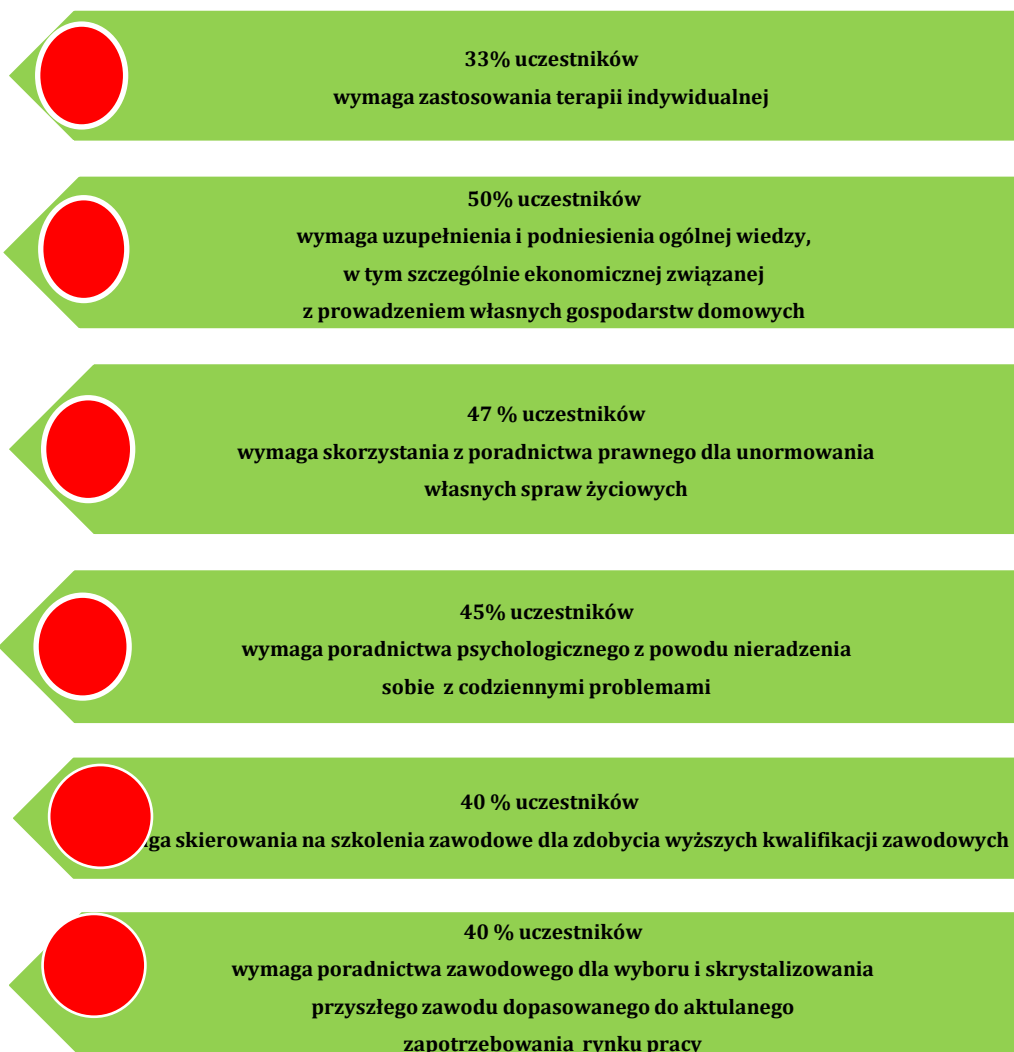 33% uczestników
wymaga zastosowania terapii indywidualnej
50% uczestników
wymaga uzupełnienia i podniesienia ogólnej wiedzy,
w tym szczególnie ekonomicznej związanej
z prowadzeniem własnych gospodarstw domowych
47 % uczestników
wymaga skorzystania z poradnictwa prawnego dla unormowania
własnych spraw życiowych
45% uczestników
wymaga poradnictwa psychologicznego z powodu nieradzenia
sobie z codziennymi problemami
40 % uczestników
skierowania na szkolenia zawodowe dla zdobycia wyższych kwalifikacji zawodowych
40 % uczestników
wymaga poradnictwa zawodowego dla wyboru i skrystalizowania
przyszłego zawodu dopasowanego do aktulanego
zapotrzebowania rynku pracy